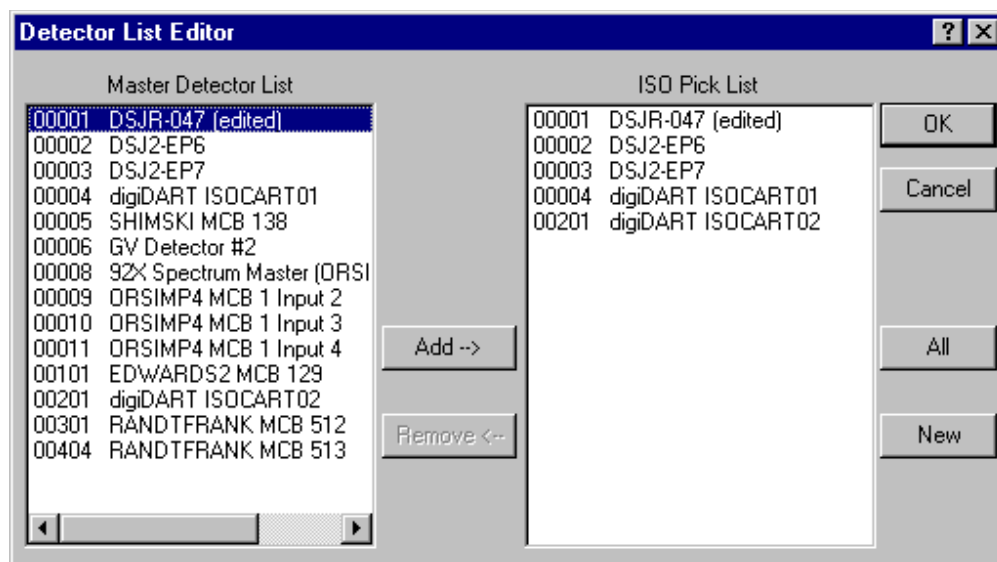 Detector List Editor
Master Detector List
00001 DSJR-047 (edited)
00002 DSJ2-EP6
00003 DSJ2-EP7
00004 digiDART ISOCART01
00005 SHIMSKI MCB 138
00006 GV Detector #2
00008 92X Spectrum Master (ORSI
00009 ORSIMP4 MCB 1 Input 2
00010 ORSIMP4 MCB 1 Input 3
00011 ORSIMP4 MCB 1 Input 4
00101 EDWARDS2 MCB 129
00201 digiDART ISOCART02
00301 RANDTFRANK MCB 512
00404 RANDTFRANK MCB 513
Add -->
Remove <--
ISO Pick List
00001 DSJR-047 (edited)
00002 DSJ2-EP6
00003 DSJ2-EP7
00004 digiDART ISOCART01
00201 digiDART ISOCART02
OK
Cancel
All
New